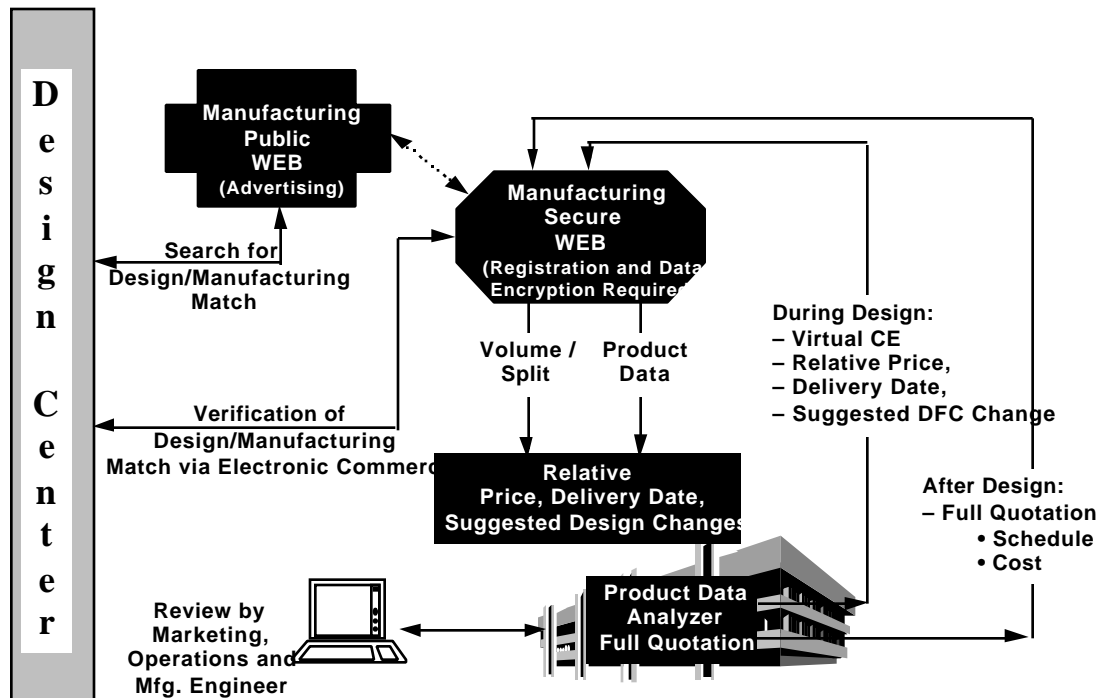 Design Center
Manufacturing
Public
WEB
(Advertising)
Search for
Design/Manufacturing
Match
Manufacturing
Secure
WEB
(Registration and Data
Encryption Required
Volume /
Split
Product
Data
Verification of
Design/Manufacturing
Match via Electronic Commerc
Relative
Price, Delivery Date,
Suggested Design Changes
During Design:
– Virtual CE
– Relative Price,
– Delivery Date,
– Suggested DFC Change
After Design:
– Full Quotation
• Schedule
• Cost
Product Data
Analyzer
Full Quotation
Review by
Marketing,
Operations and
Mfg. Engineer